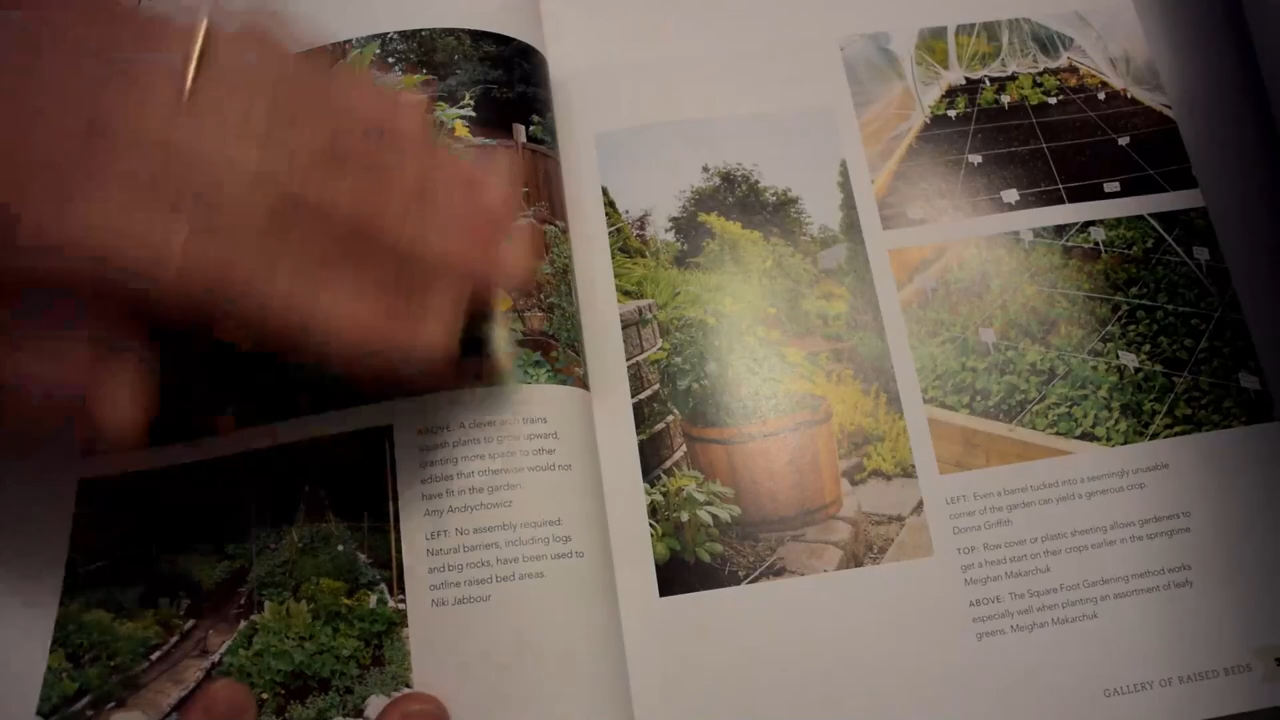 ABOVE: A clever arch trains
squash plants to grow upward,
granting more space to other
edibles that otherwise would not
have fit in the garden.
Amy Andrychowicz
LEFT: No assembly required:
Natural barriers, including logs
and big rocks, have been used to
outline raised bed areas.
Niki Jabbour
LEFT: Even a barrel tucked into a seemingly unusable
corner of the garden can yield a generous crop.
Donna Griffith
TOP: Row cover or plastic sheeting allows gardeners to
get a head start on their crops earlier in the springtime.
Meighan Makarchuk
ABOVE: The Square Foot Gardening method works
especially well when planting an assortment of leafy
greens. Meighan Makarchuk
GALLERY OF RAISED BEDS